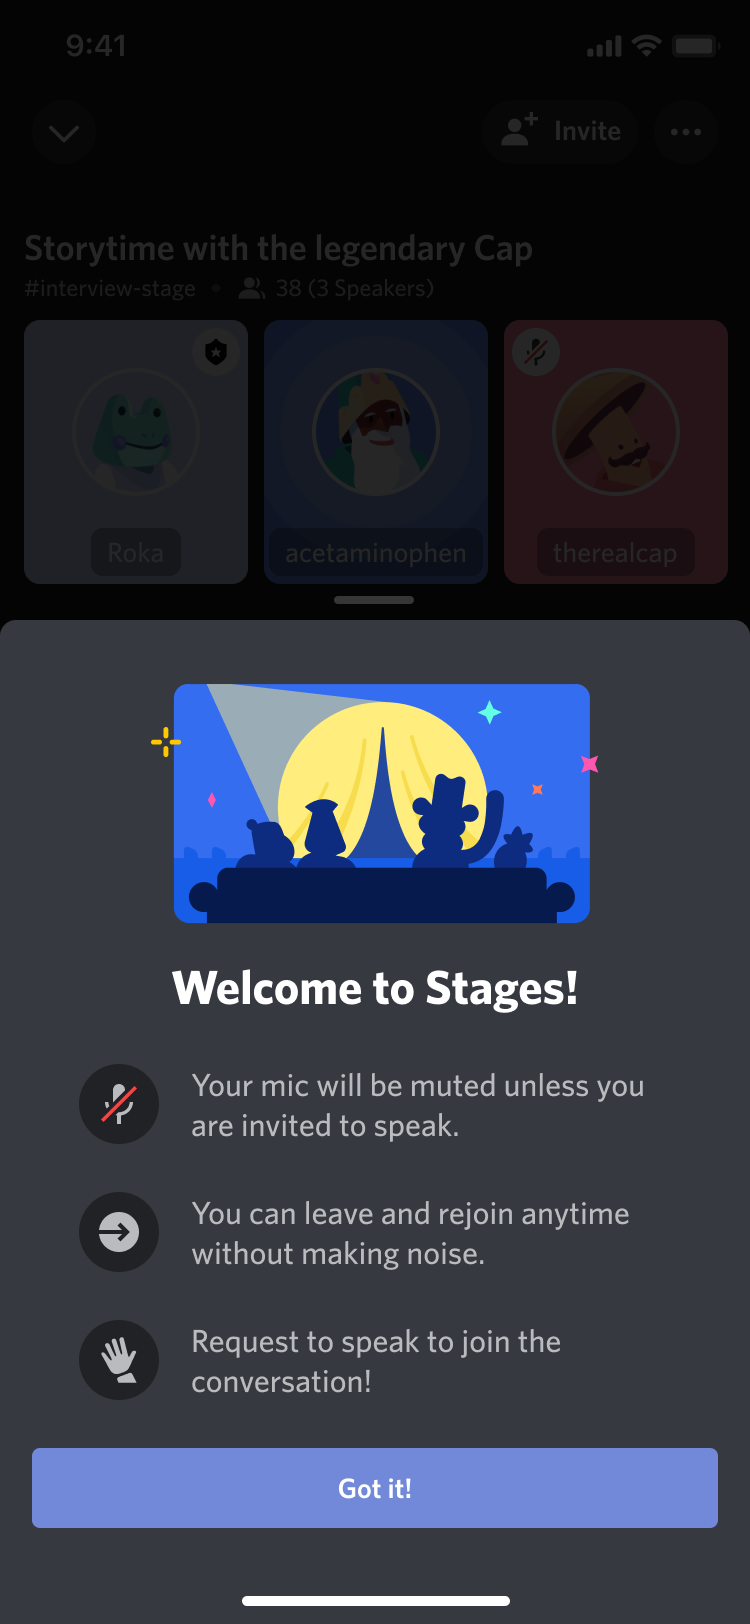 9:41
Invite
Storytime with the legendary Cap
#interview-stage • 38 (3 Speakers)
Roka
acetaminophen
therealcap
Welcome to Stages!
Your mic will be muted unless you
are invited to speak.
You can leave and rejoin anytime
without making noise.
Request to speak to join the
conversation!
Got it!